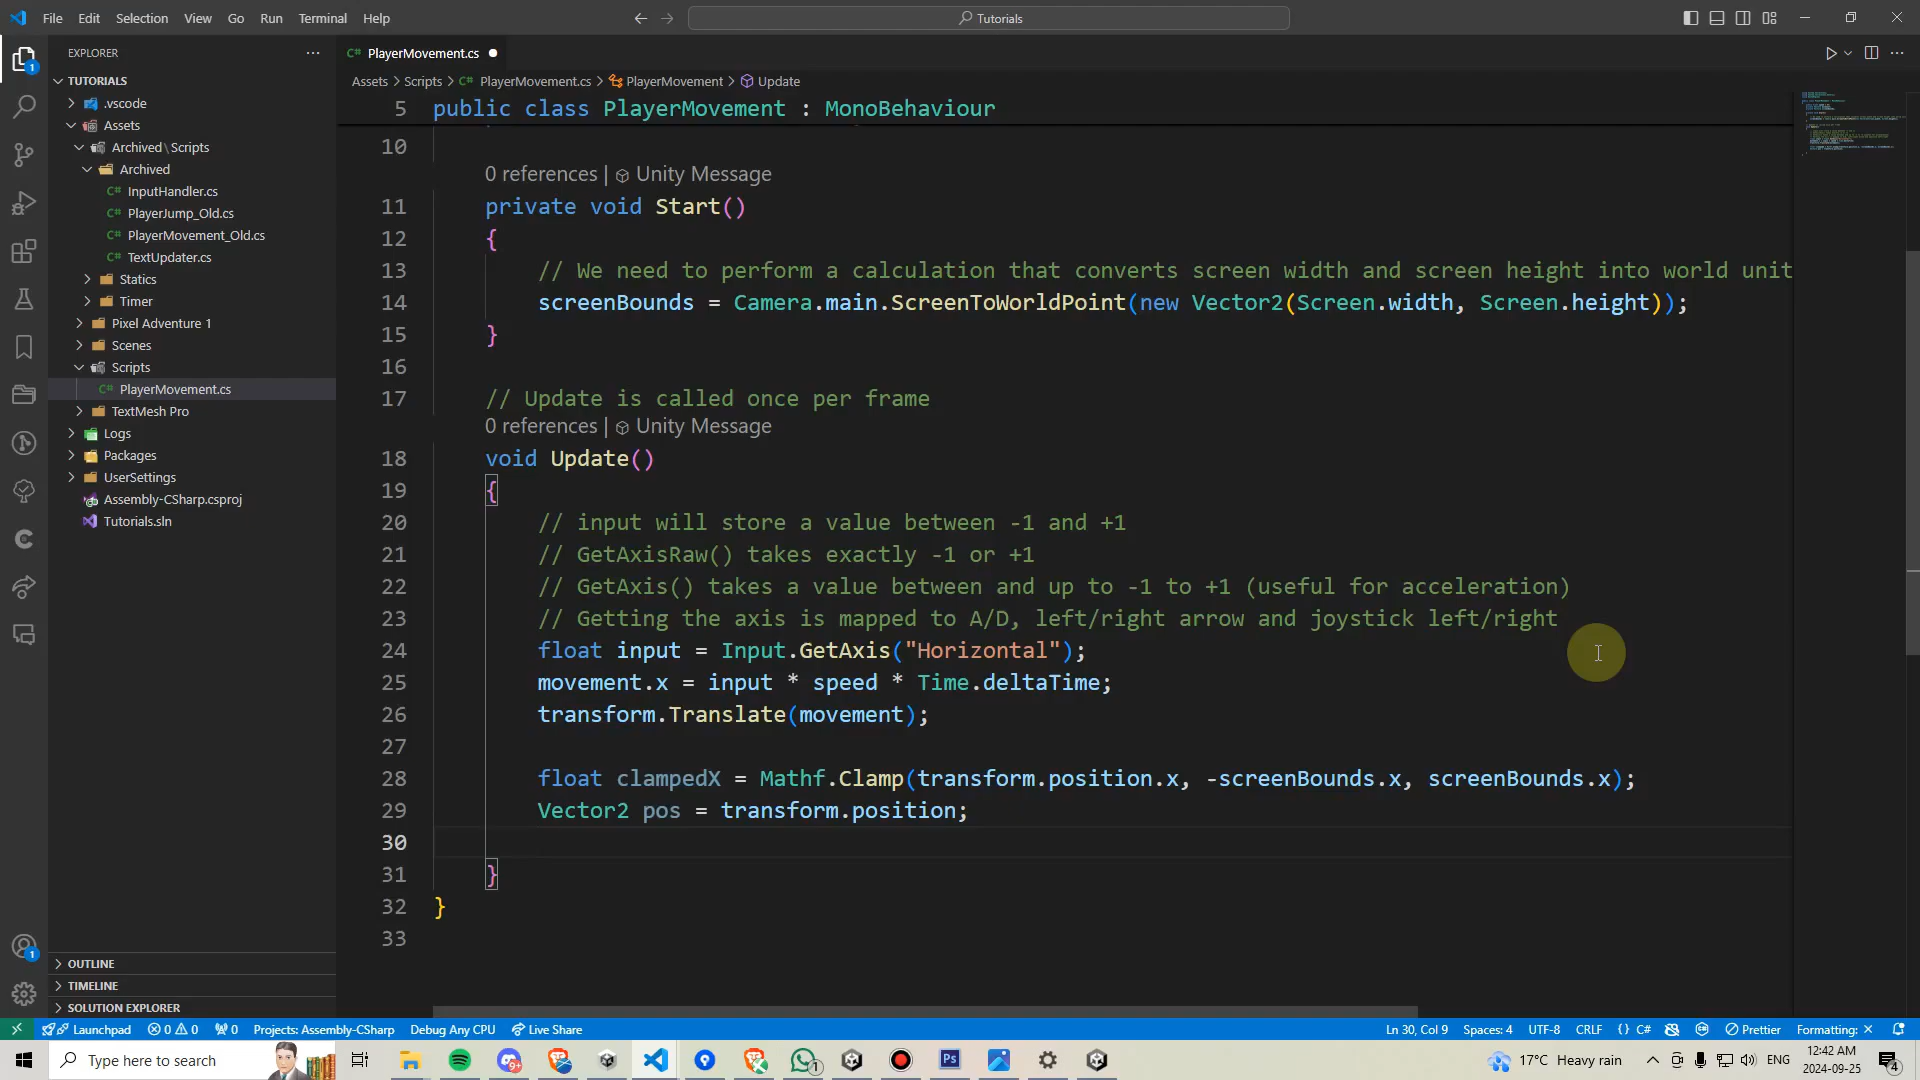 File Edit Selection View Go Run Terminal Help
Tutorials
EXPLORER
TUTORIALS
.vscode
Assets
Archived \ Scripts
Archived
InputHandler.cs
PlayerJump_Old.cs
PlayerMovement_Old.cs
TextUpdater.cs
Statics
Timer
Pixel Adventure 1
Scenes
Scripts
PlayerMovement.cs
TextMesh Pro
Logs
Packages
UserSettings
Assembly-CSharp.csproj
Tutorials.sln
OUTLINE
TIMELINE
SOLUTION EXPLORER
PlayerMovement.cs
Assets > Scripts > PlayerMovement.cs > PlayerMovement > Update
5 public class PlayerMovement : MonoBehaviour
10
0 references | Unity Message
11 private void Start()
12 {
13 // We need to perform a calculation that converts screen width and screen height into world unit
14 screenBounds = Camera.main.ScreenToWorldPoint(new Vector2(Screen.width, Screen.height));
15 }
16
17 // Update is called once per frame
0 references | Unity Message
18 void Update()
19 {
20 // input will store a value between -1 and +1
21 // GetAxisRaw() takes exactly -1 or +1
22 // GetAxis() takes a value between and up to -1 to +1 (useful for acceleration)
23 // Getting the axis is mapped to A/D, left/right arrow and joystick left/right
24 float input = Input.GetAxis("Horizontal");
25 movement.x = input * speed * Time.deltaTime;
26 transform.Translate(movement);
27
28 float clampedX = Mathf.Clamp(transform.position.x, -screenBounds.x, screenBounds.x);
29 Vector2 pos = transform.position;
30
31 }
32 }
33
Launchpad 0 0 0 Projects: Assembly-CSharp Debug Any CPU Live Share Ln 30, Col 9 Spaces: 4 UTF-8 CRLF {} C# Prettier Formatting: ×
Type here to search 17°C Heavy rain ENG 12:42 AM
2024-09-25